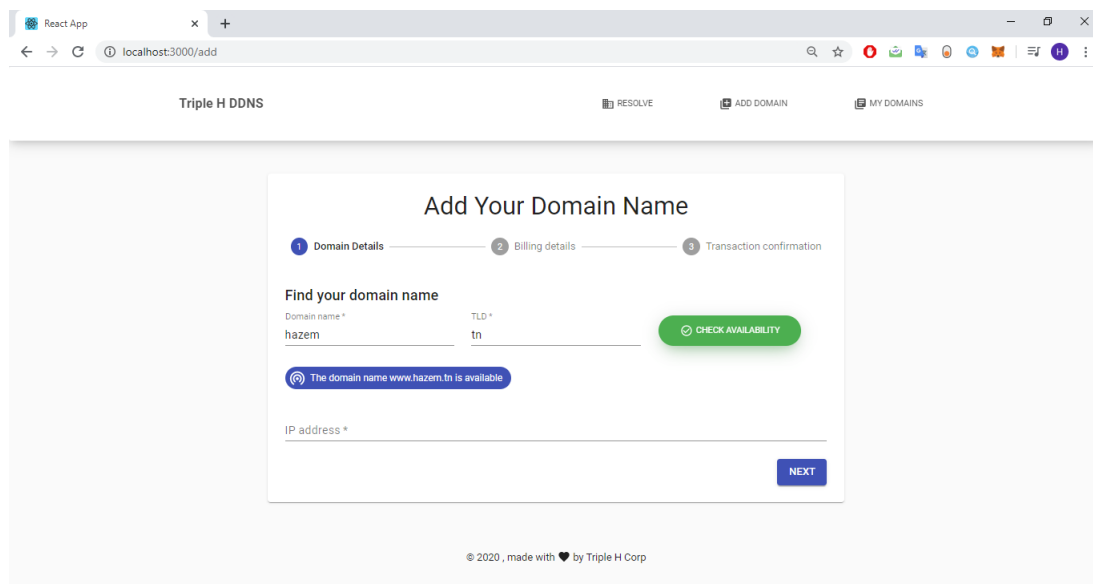 React App
localhost:3000/add
H
Triple H DDNS
RESOLVE
ADD DOMAIN
MY DOMAINS
Add Your Domain Name
1 Domain Details
2 Billing details
3 Transaction confirmation
Find your domain name
Domain name *
TLD *
hazem
tn
CHECK AVAILABILITY
The domain name www.hazem.tn is available
IP address *
NEXT
© 2020 , made with 🖤 by Triple H Corp